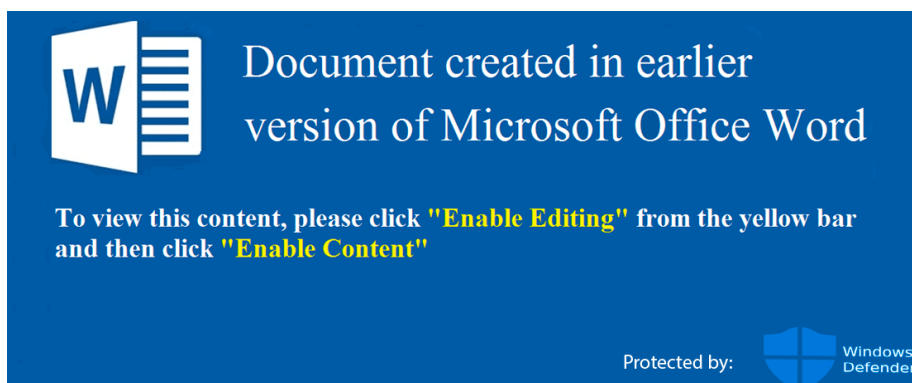 W
Document created in earlier
version of Microsoft Office Word
To view this content, please click "Enable Editing" from the yellow bar
and then click "Enable Content"
Protected by:
Windows
Defender